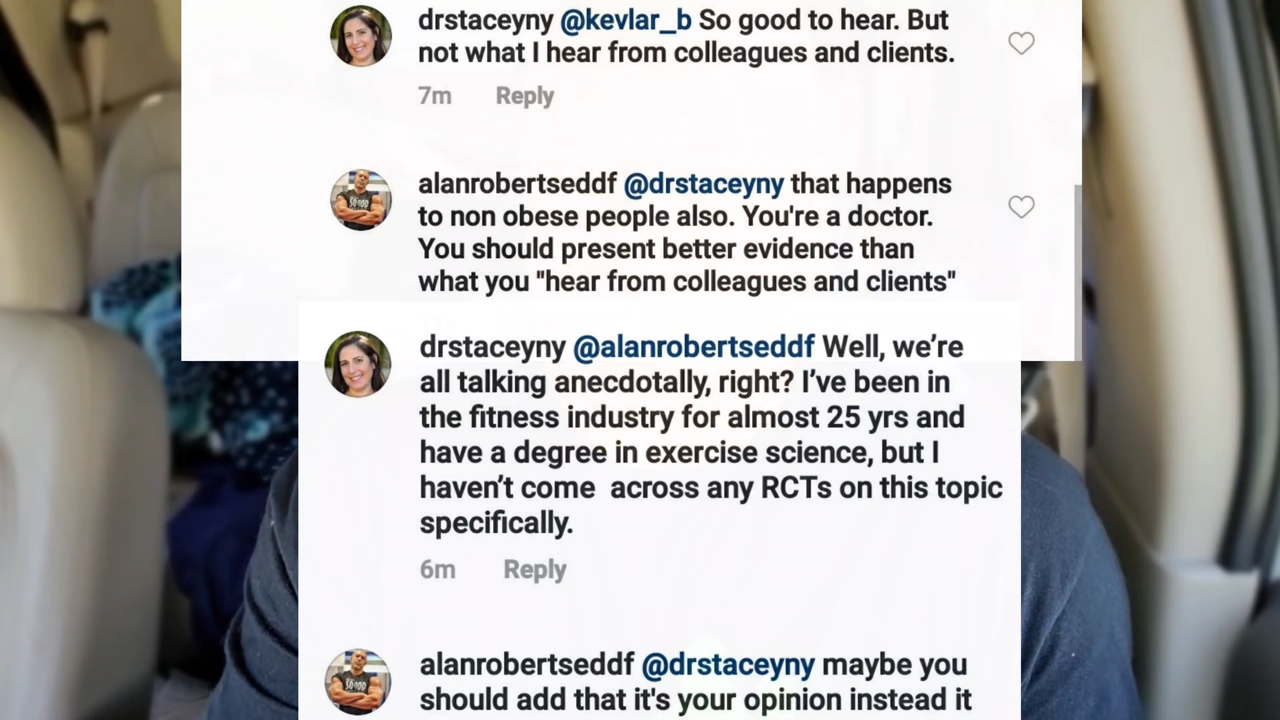 drstaceyny @kevlar_b So good to hear. But
not what I hear from colleagues and clients.
7m Reply
alanrobertseddf @drstaceyny that happens
to non obese people also. You're a doctor.
You should present better evidence than
what you "hear from colleagues and clients"
drstaceyny @alanrobertseddf Well, we’re
all talking anecdotally, right? I’ve been in
the fitness industry for almost 25 yrs and
have a degree in exercise science, but I
haven’t come across any RCTs on this topic
specifically.
6m Reply
alanrobertseddf @drstaceyny maybe you
should add that it's your opinion instead it